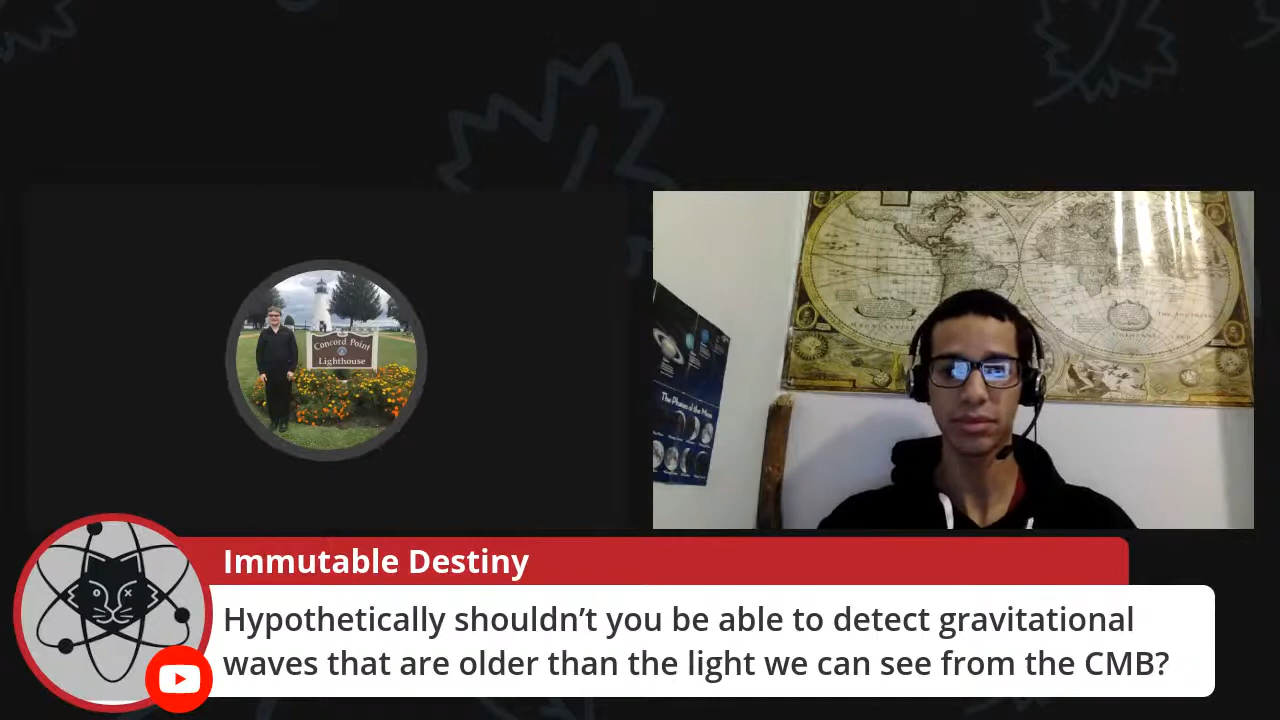 Concord Point
Lighthouse
The Phases of the Moon
Immutable Destiny
Hypothetically shouldn’t you be able to detect gravitational
waves that are older than the light we can see from the CMB?